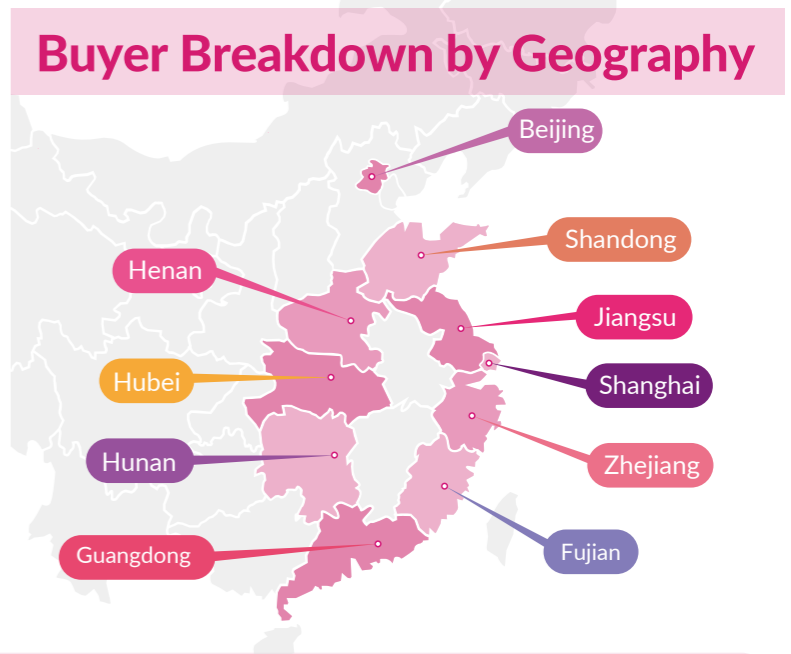 Buyer Breakdown by Geography
Beijing
Shandong
Henan
Jiangsu
Hubei
Shanghai
Hunan
Zhejiang
Guangdong
Fujian